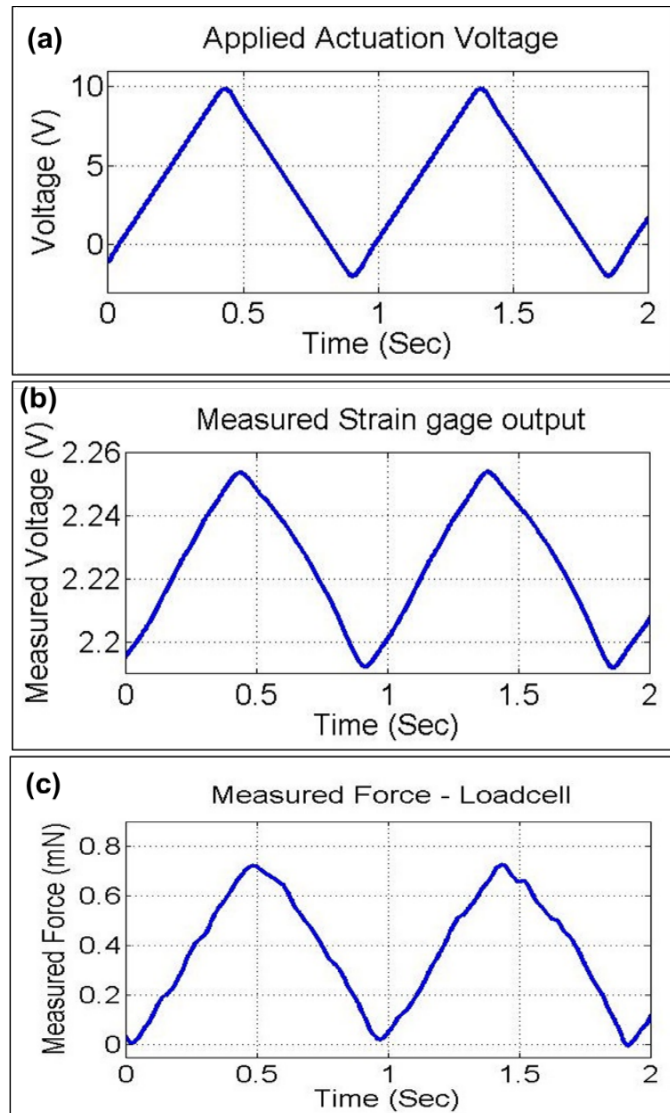 (a)
Applied Actuation Voltage
Voltage (V)
10
5
0
0 0.5 1 1.5 2
Time (Sec)
(b)
Measured Strain gage output
Measured Voltage (V)
2.26
2.24
2.22
2.2
0 0.5 1 1.5 2
Time (Sec)
(c)
Measured Force - Loadcell
Measured Force (mN)
0.8
0.6
0.4
0.2
0
0 0.5 1 1.5 2
Time (Sec)